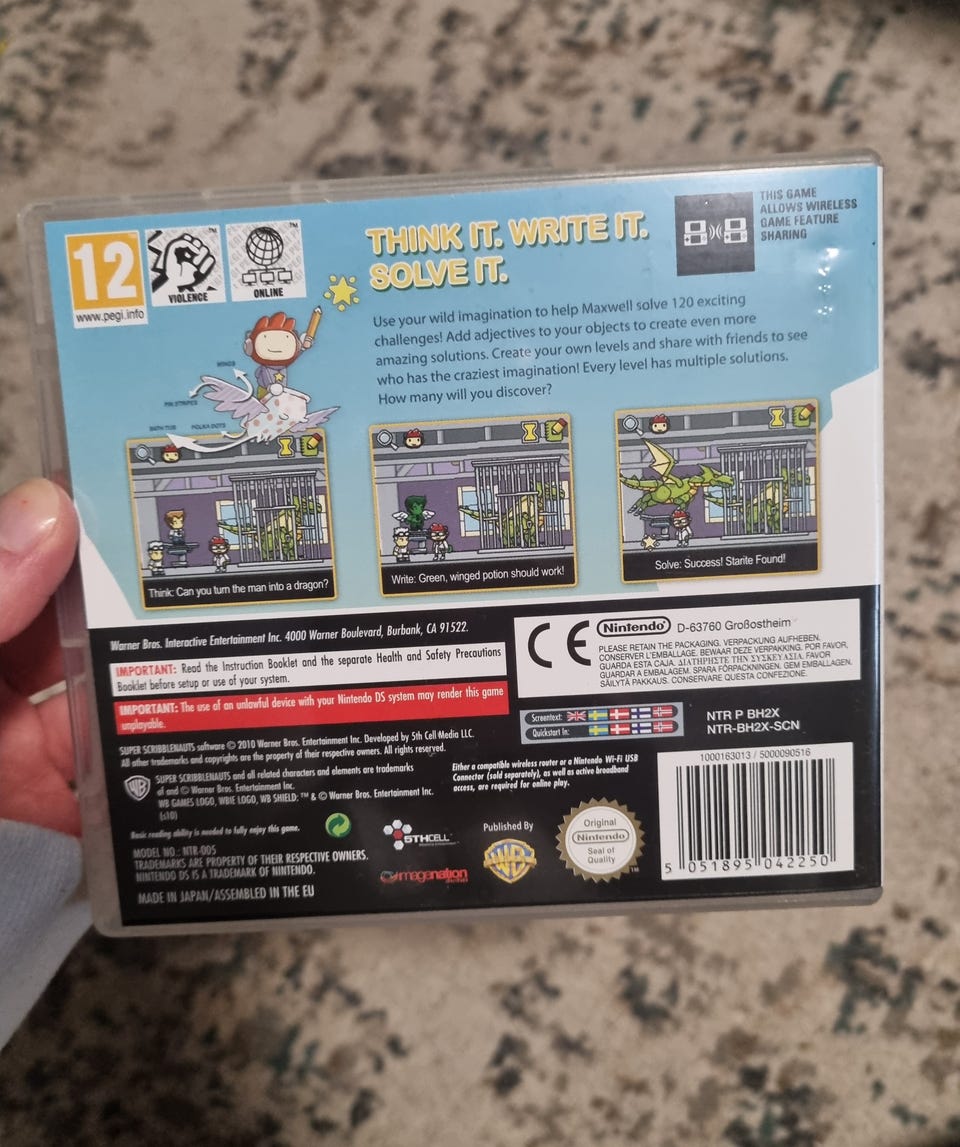 12
www.pegi.info
VIOLENCE
ONLINE
THINK IT. WRITE IT.
SOLVE IT.
THIS GAME
ALLOWS WIRELESS
GAME FEATURE
SHARING
Use your wild imagination to help Maxwell solve 120 exciting
challenges! Add adjectives to your objects to create even more
amazing solutions. Create your own levels and share with friends to see
who has the craziest imagination! Every level has multiple solutions.
How many will you discover?
WINGS
PIN STRIPES
BATH TUB
POLKA DOTS
Think: Can you turn the man into a dragon?
Write: Green, winged potion should work!
Solve: Success! Starite Found!
Warner Bros. Interactive Entertainment Inc. 4000 Warner Boulevard, Burbank, CA 91522.
IMPORTANT: Read the Instruction Booklet and the separate Health and Safety Precautions
Booklet before setup or use of your system.
IMPORTANT: The use of an unlawful device with your Nintendo DS system may render this game
unplayable.
CE
Nintendo D-63760 Großostheim
PLEASE RETAIN THE PACKAGING. VERPACKUNG AUFHEBEN.
CONSERVER L'EMBALLAGE. BEWAAR DEZE VERPAKKING. POR FAVOR,
GUARDA ESTA CAJA. ΔΙΑΤΗΡΗΣΤΕ ΤΗΝ ΣΥΣΚΕΥΑΣΙΑ. FAVOR
GUARDAR A EMBALAGEM. SPARA FÖRPACKNINGEN. GEM EMBALLAGEN.
SÄILYTÄ PAKKAUS. CONSERVARE QUESTA CONFEZIONE.
Screentext:
Quickstart In:
NTR P BH2X
NTR-BH2X-SCN
SUPER SCRIBBLENAUTS software © 2010 Warner Bros. Entertainment Inc. Developed by 5th Cell Media LLC.
All other trademarks and copyrights are the property of their respective owners. All rights reserved.
WB
SUPER SCRIBBLENAUTS and all related characters and elements are trademarks
of and © Warner Bros. Entertainment Inc.
WB GAMES LOGO, WBIE LOGO, WB SHIELD: ™ & © Warner Bros. Entertainment Inc.
(s10)
Either a compatible wireless router or a Nintendo Wi-Fi USB
Connector (sold separately), as well as active broadband
access, are required for online play.
1000163013 / 5000090516
5 051895 042250
Basic reading ability is needed to fully enjoy this game.
MODEL NO.: NTR-005
TRADEMARKS ARE PROPERTY OF THEIR RESPECTIVE OWNERS.
NINTENDO DS IS A TRADEMARK OF NINTENDO.
MADE IN JAPAN/ASSEMBLED IN THE EU
5TH CELL
imagenation
Published By
WB
Original
Nintendo
Seal of
Quality